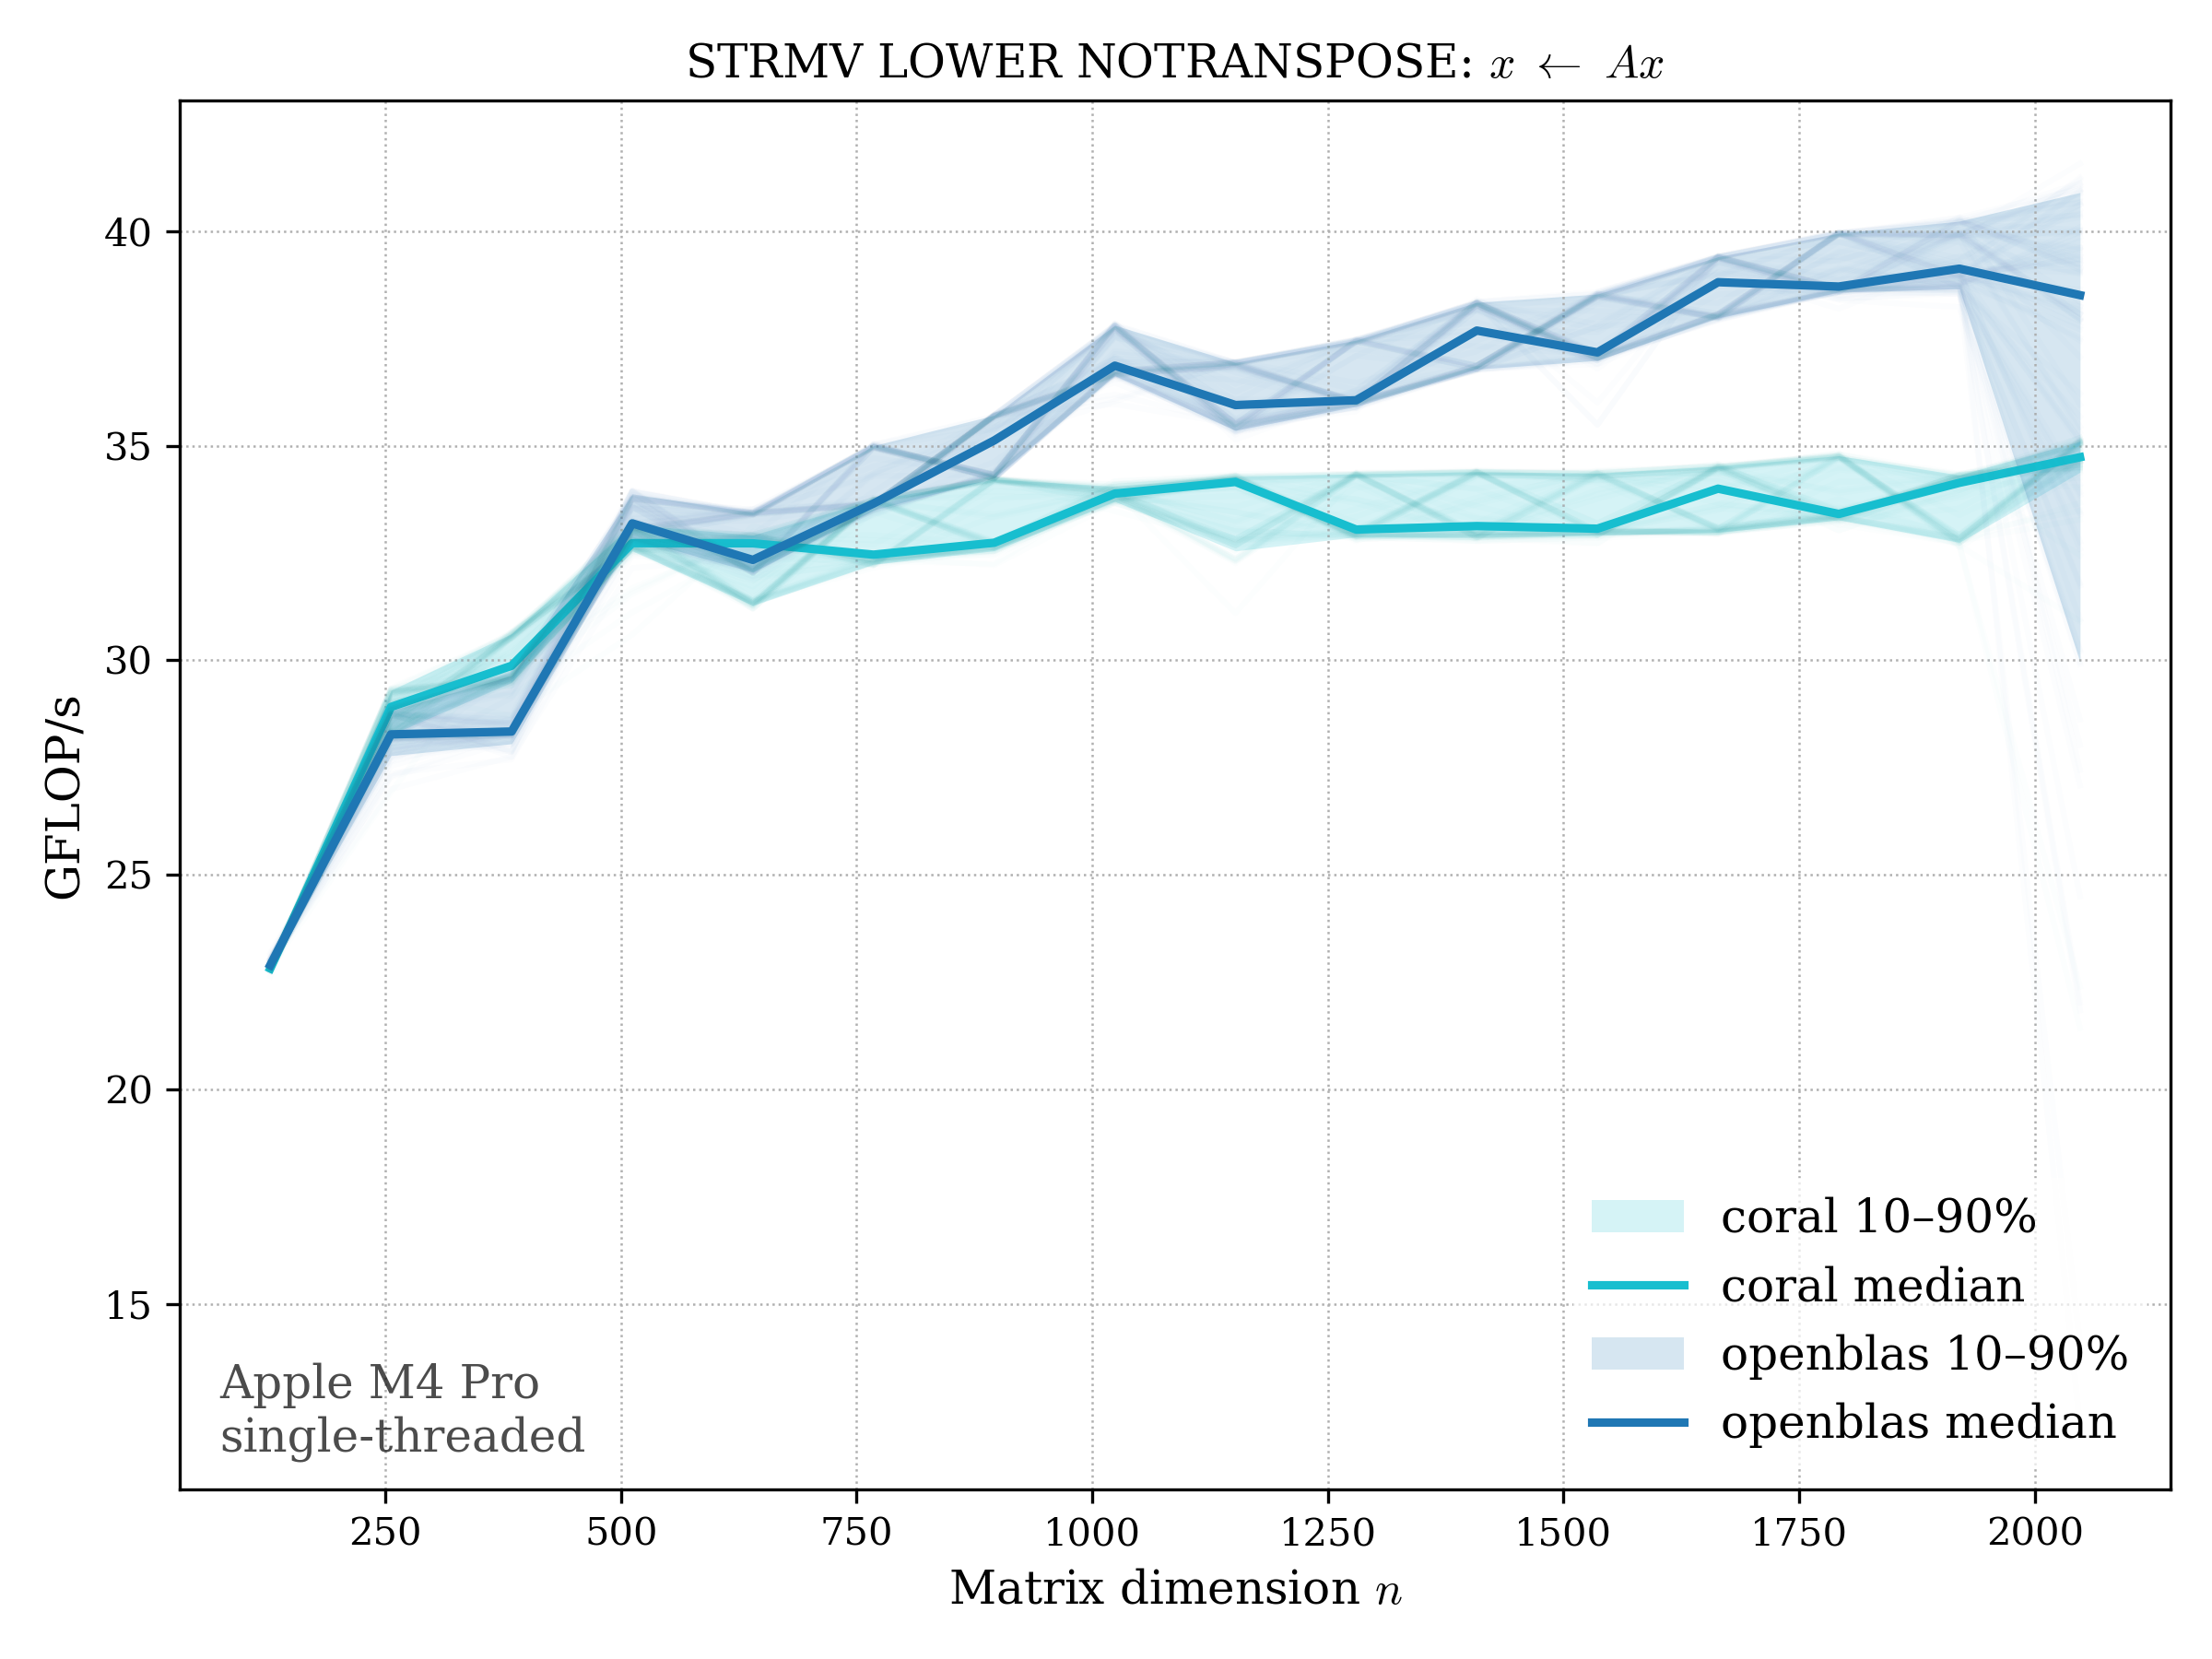 STRMV LOWER NOTRANSPOSE: x ← Ax
GFLOP/s
40
35
30
25
20
15
250 500 750 1000 1250 1500 1750 2000
Matrix dimension n
Apple M4 Pro
single-threaded
coral 10–90%
coral median
openblas 10–90%
openblas median